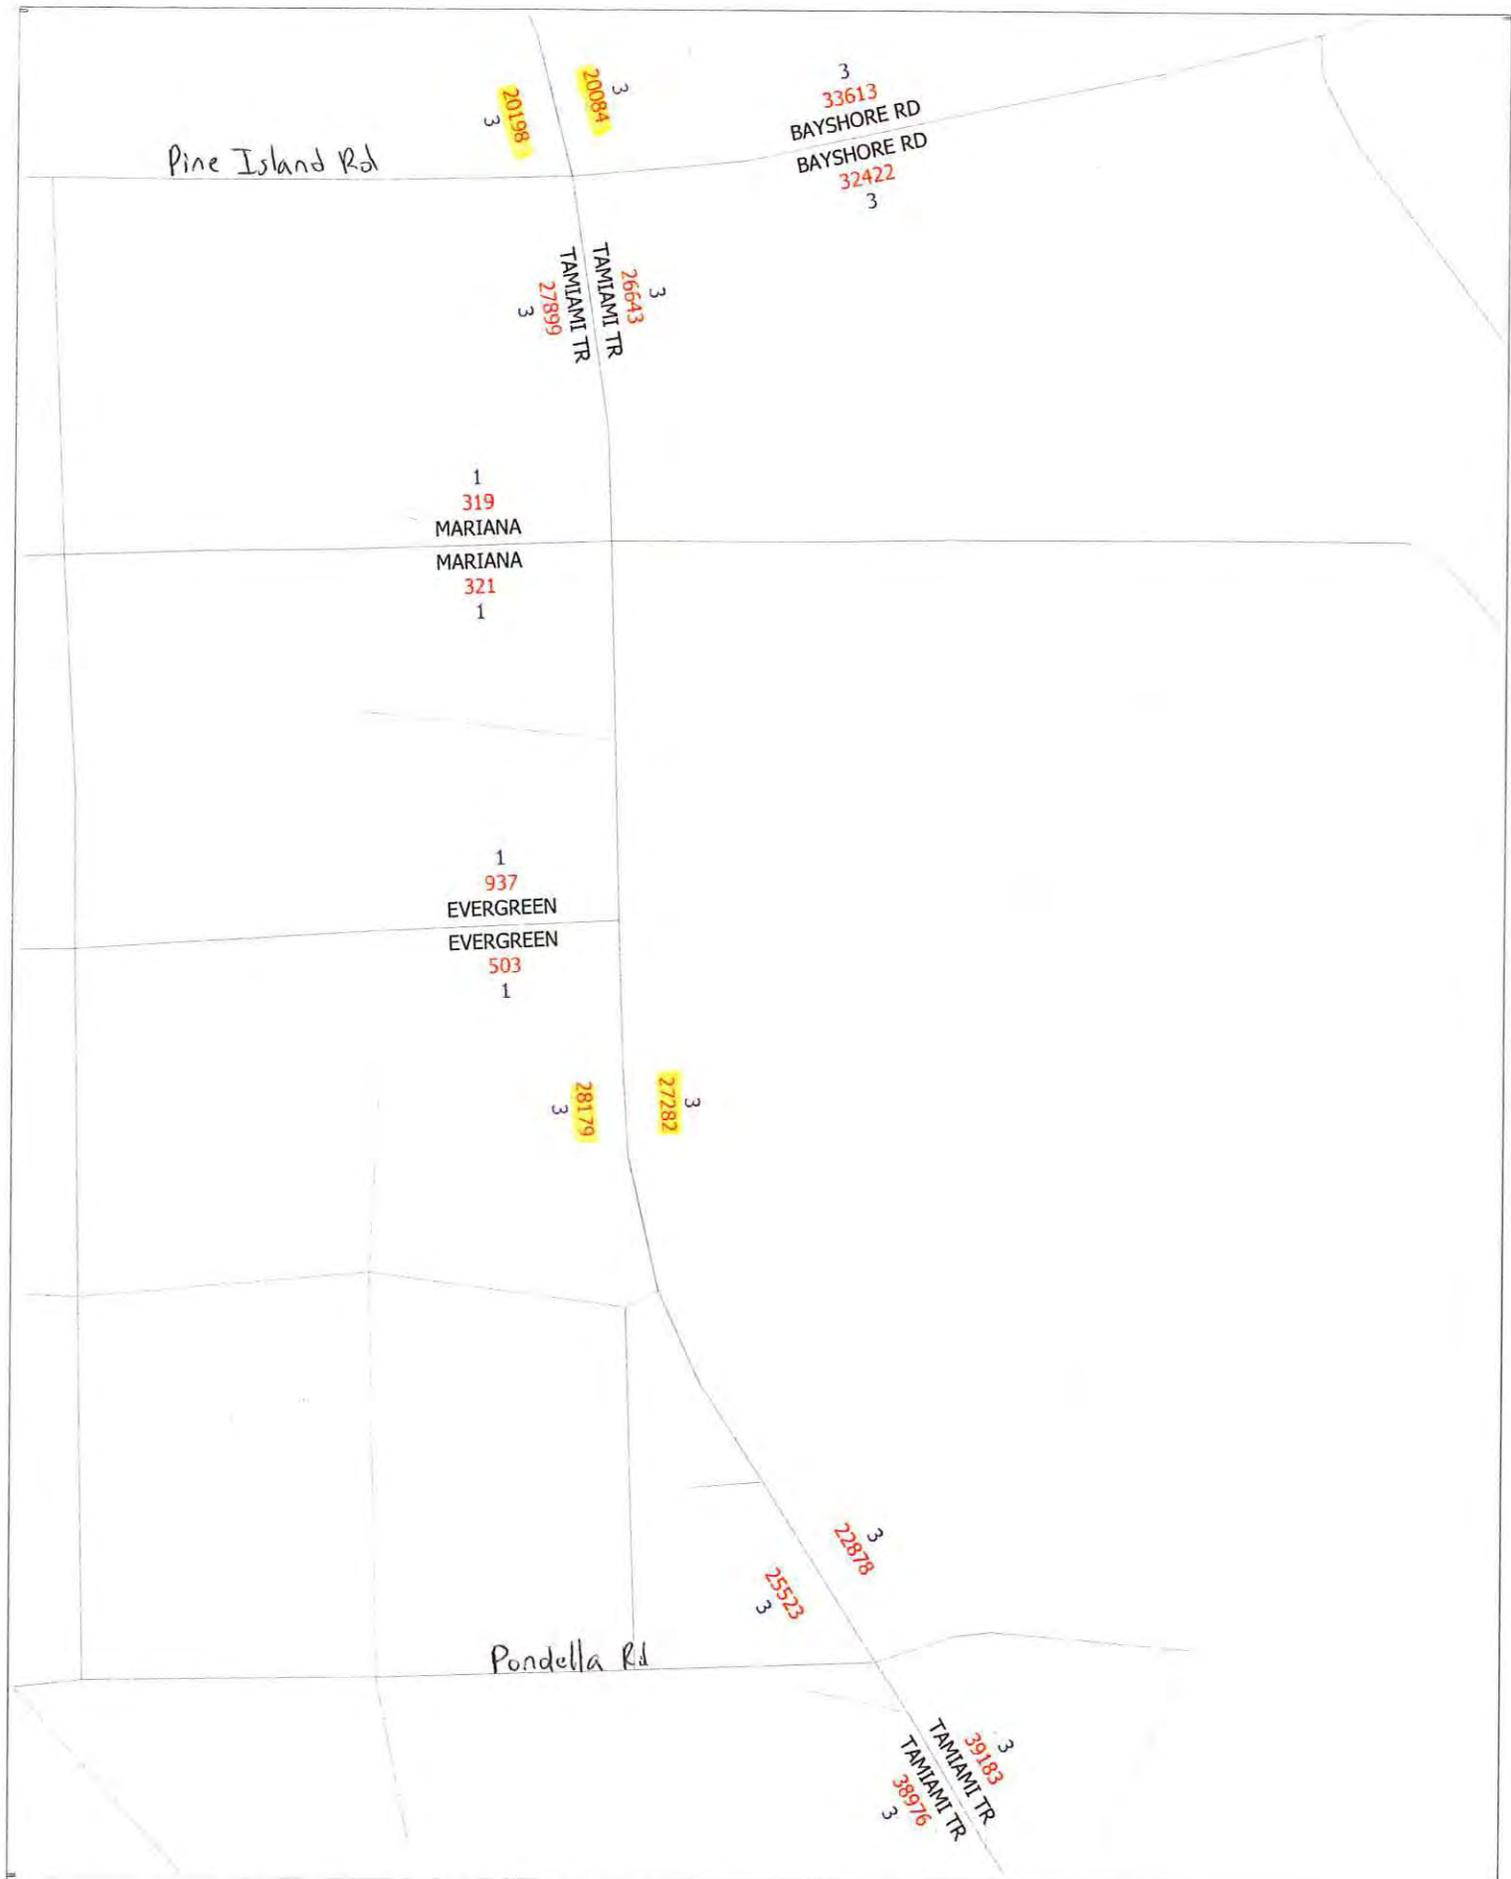 3
20084
20198
3
3
33613
BAYSHORE RD
BAYSHORE RD
32422
3
Pine Island Rd
3
26643
TAMIAMI TR
TAMIAMI TR
27899
3
1
319
MARIANA
MARIANA
321
1
1
937
EVERGREEN
EVERGREEN
503
1
3
27282
28179
3
3
22878
25523
3
Pondella Rd
3
39183
TAMIAMI TR
TAMIAMI TR
38976
3